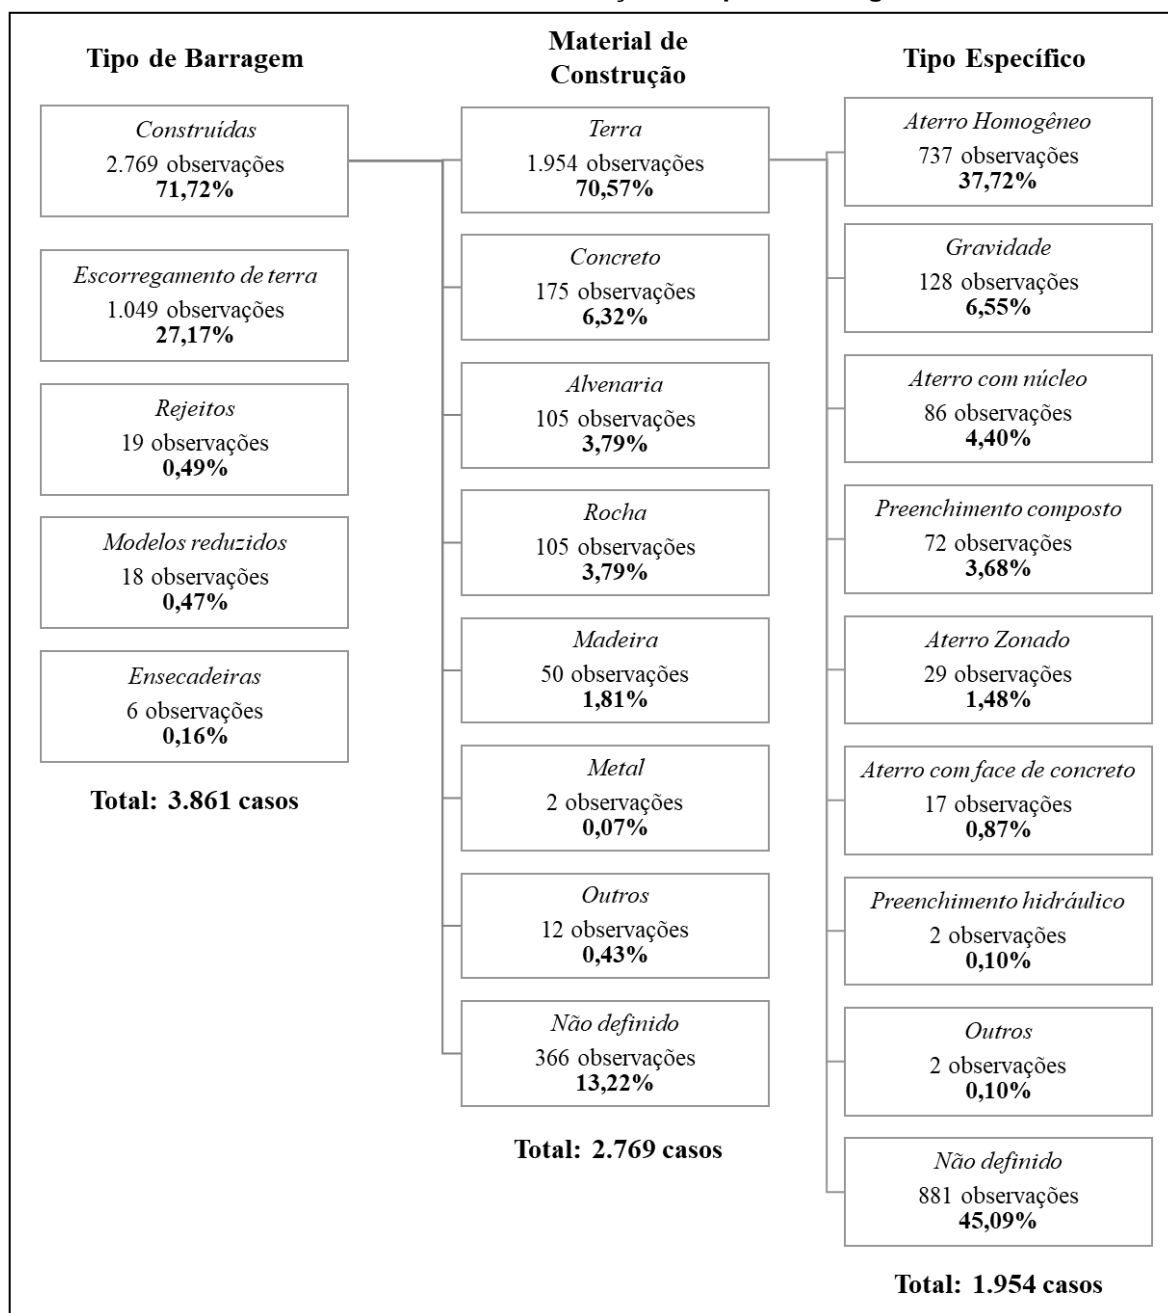 Tipo de Barragem
Construídas
2.769 observações
71,72%
Escorregamento de terra
1.049 observações
27,17%
Rejeitos
19 observações
0,49%
Modelos reduzidos
18 observações
0,47%
Ensecadeiras
6 observações
0,16%
Total: 3.861 casos
Material de
Construção
Terra
1.954 observações
70,57%
Concreto
175 observações
6,32%
Alvenaria
105 observações
3,79%
Rocha
105 observações
3,79%
Madeira
50 observações
1,81%
Metal
2 observações
0,07%
Outros
12 observações
0,43%
Não definido
366 observações
13,22%
Total: 2.769 casos
Tipo Específico
Aterro Homogêneo
737 observações
37,72%
Gravidade
128 observações
6,55%
Aterro com núcleo
86 observações
4,40%
Preenchimento composto
72 observações
3,68%
Aterro Zonado
29 observações
1,48%
Aterro com face de concreto
17 observações
0,87%
Preenchimento hidráulico
2 observações
0,10%
Outros
2 observações
0,10%
Não definido
881 observações
45,09%
Total: 1.954 casos